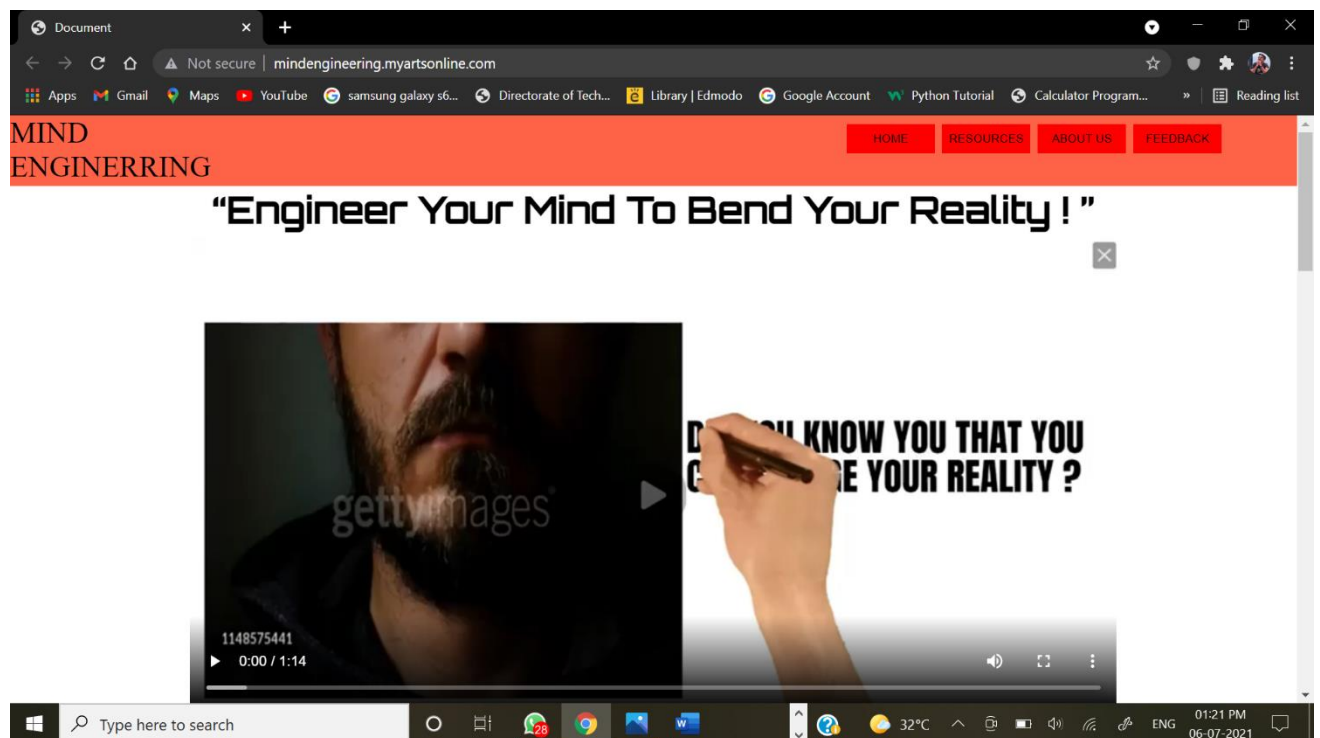 Document
Not secure | mindengineering.myartsonline.com
Apps Gmail Maps YouTube samsung galaxy s6... Directorate of Tech... Library | Edmodo Google Account Python Tutorial Calculator Program... » Reading list
MIND
ENGINERRING
HOME RESOURCES ABOUT US FEEDBACK
“Engineer Your Mind To Bend Your Reality ! ”
KNOW YOU THAT YOU
YOUR REALITY ?
gettyimages
1148575441
0:00 / 1:14
Type here to search
28
32°C
ENG
01:21 PM
06-07-2021